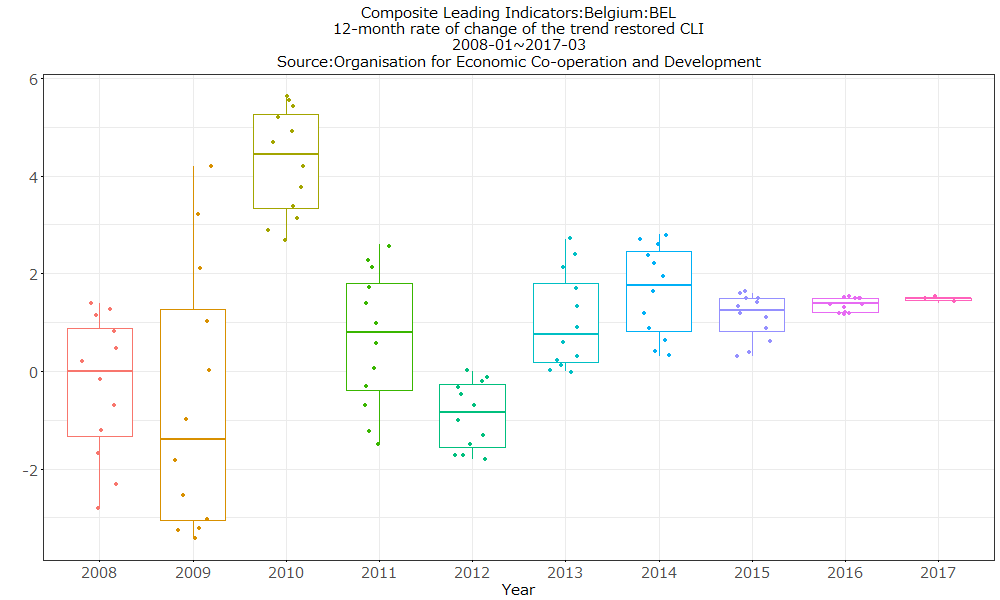 Composite Leading Indicators:Belgium:BEL
12-month rate of change of the trend restored CLI
2008-01~2017-03
Source:Organisation for Economic Co-operation and Development
6
4
2
0
-2
2008 2009 2010 2011 2012 2013 2014 2015 2016 2017
Year